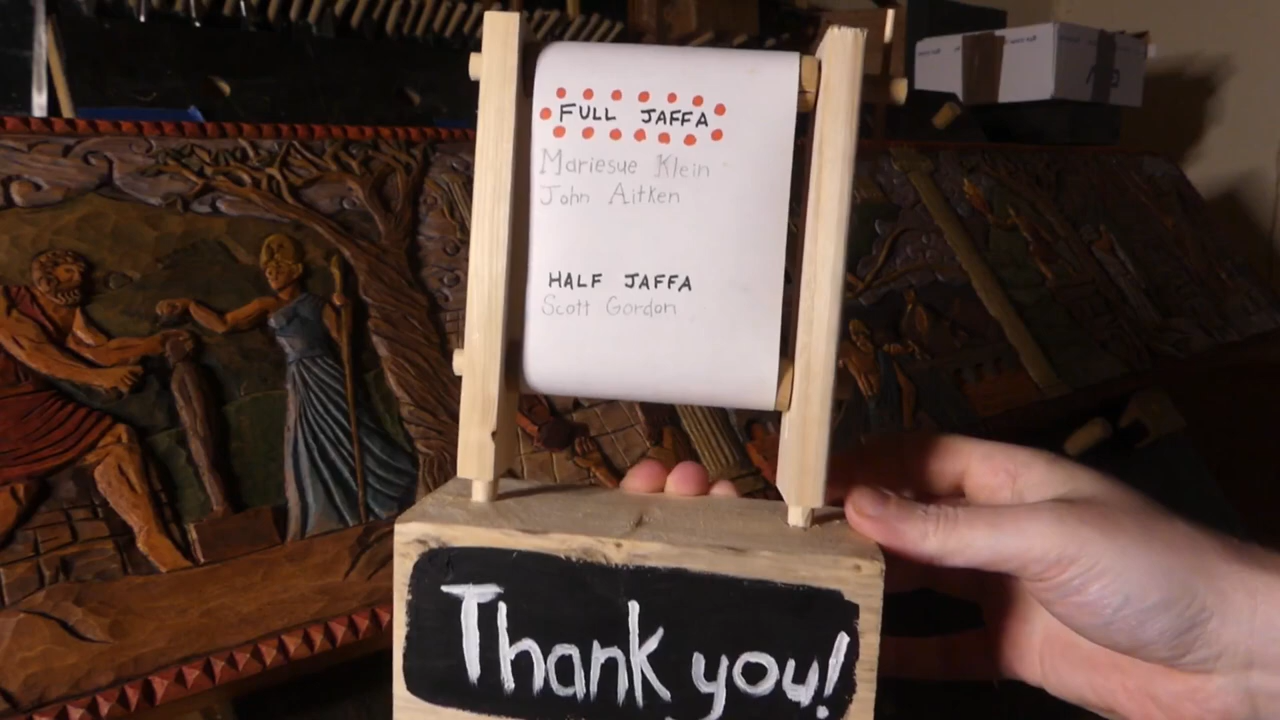 FULL JAFFA
Mariesue Klein
John Aitken
HALF JAFFA
Scott Gordon
Thank you!